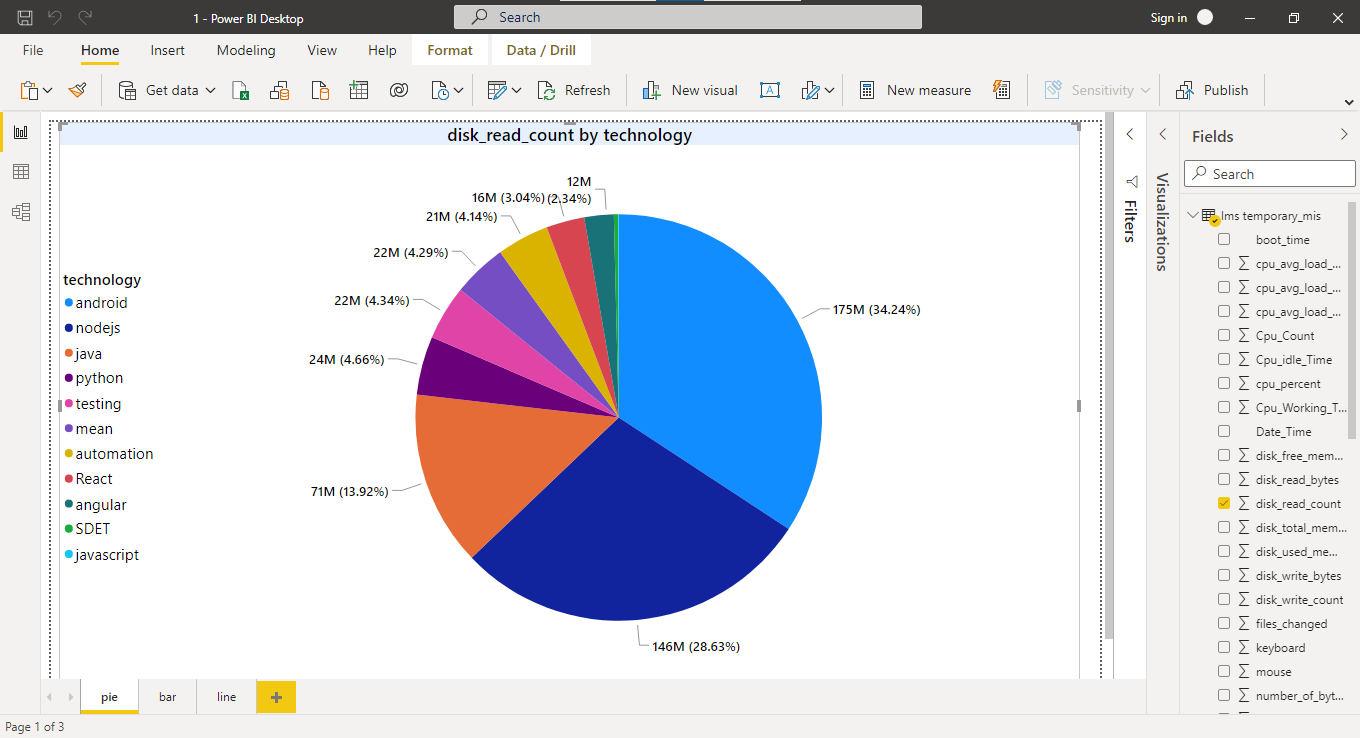 1 - Power BI Desktop
Search
Sign in
File
Home
Insert
Modeling
View
Help
Format
Data / Drill
Get data
Refresh
New visual
New measure
Sensitivity
Publish
disk_read_count by technology
technology
android
nodejs
java
python
testing
mean
automation
React
angular
SDET
javascript
12M
(2.34%)
16M (3.04%)
21M (4.14%)
22M (4.29%)
22M (4.34%)
24M (4.66%)
71M (13.92%)
146M (28.63%)
175M (34.24%)
Filters
Visualizations
Fields
Search
lms temporary_mis
boot_time
cpu_avg_load_...
cpu_avg_load_...
cpu_avg_load_...
Cpu_Count
Cpu_idle_Time
cpu_percent
Cpu_Working_T...
Date_Time
disk_free_mem...
disk_read_bytes
disk_read_count
disk_total_mem...
disk_used_me...
disk_write_bytes
disk_write_count
files_changed
keyboard
mouse
number_of_byt...
pie
bar
line
Page 1 of 3